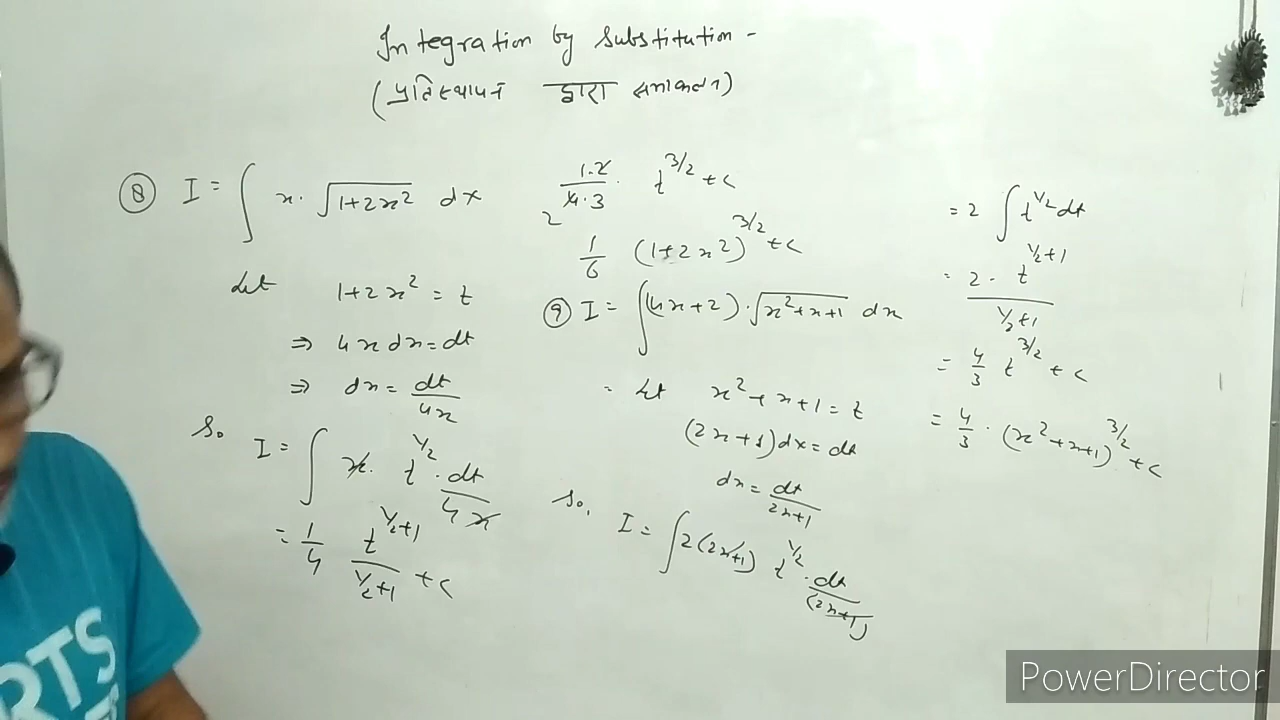 Integration by Substitution -
(प्रतिस्थापन द्वारा समाकलन)
⑧ I = ∫ x. √(1+2x²) dx
Let 1+2x² = t
⇒ 4x dx = dt
⇒ dx = dt/4x
So I = ∫ x. t^1/2 . dt/4x
= 1/4 t^(1/2+1)/(1/2+1) + c
1.2/4.3 . t^3/2 + c
2
1/6 (1+2x²)^3/2 + c
⑨ I = ∫(4x+2).√(x²+x+1) dx
= Let x²+x+1 = t
(2x+1)dx = dt
dx = dt/2x+1
So, I = ∫2(2x+1) t^1/2 . dt/(2x+1)
= 2 ∫ t^1/2 dt
= 2. t^(1/2+1)/(1/2+1)
= 4/3 t^3/2 + c
= 4/3 . (x²+x+1)^3/2 + c
RTS
PowerDirector